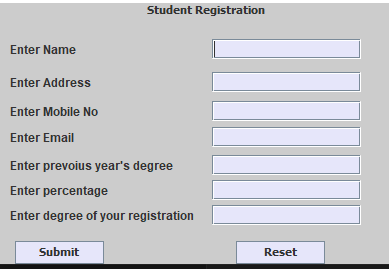 Student Registration
Enter Name
Enter Address
Enter Mobile No
Enter Email
Enter prevoius year's degree
Enter percentage
Enter degree of your registration
Submit Reset